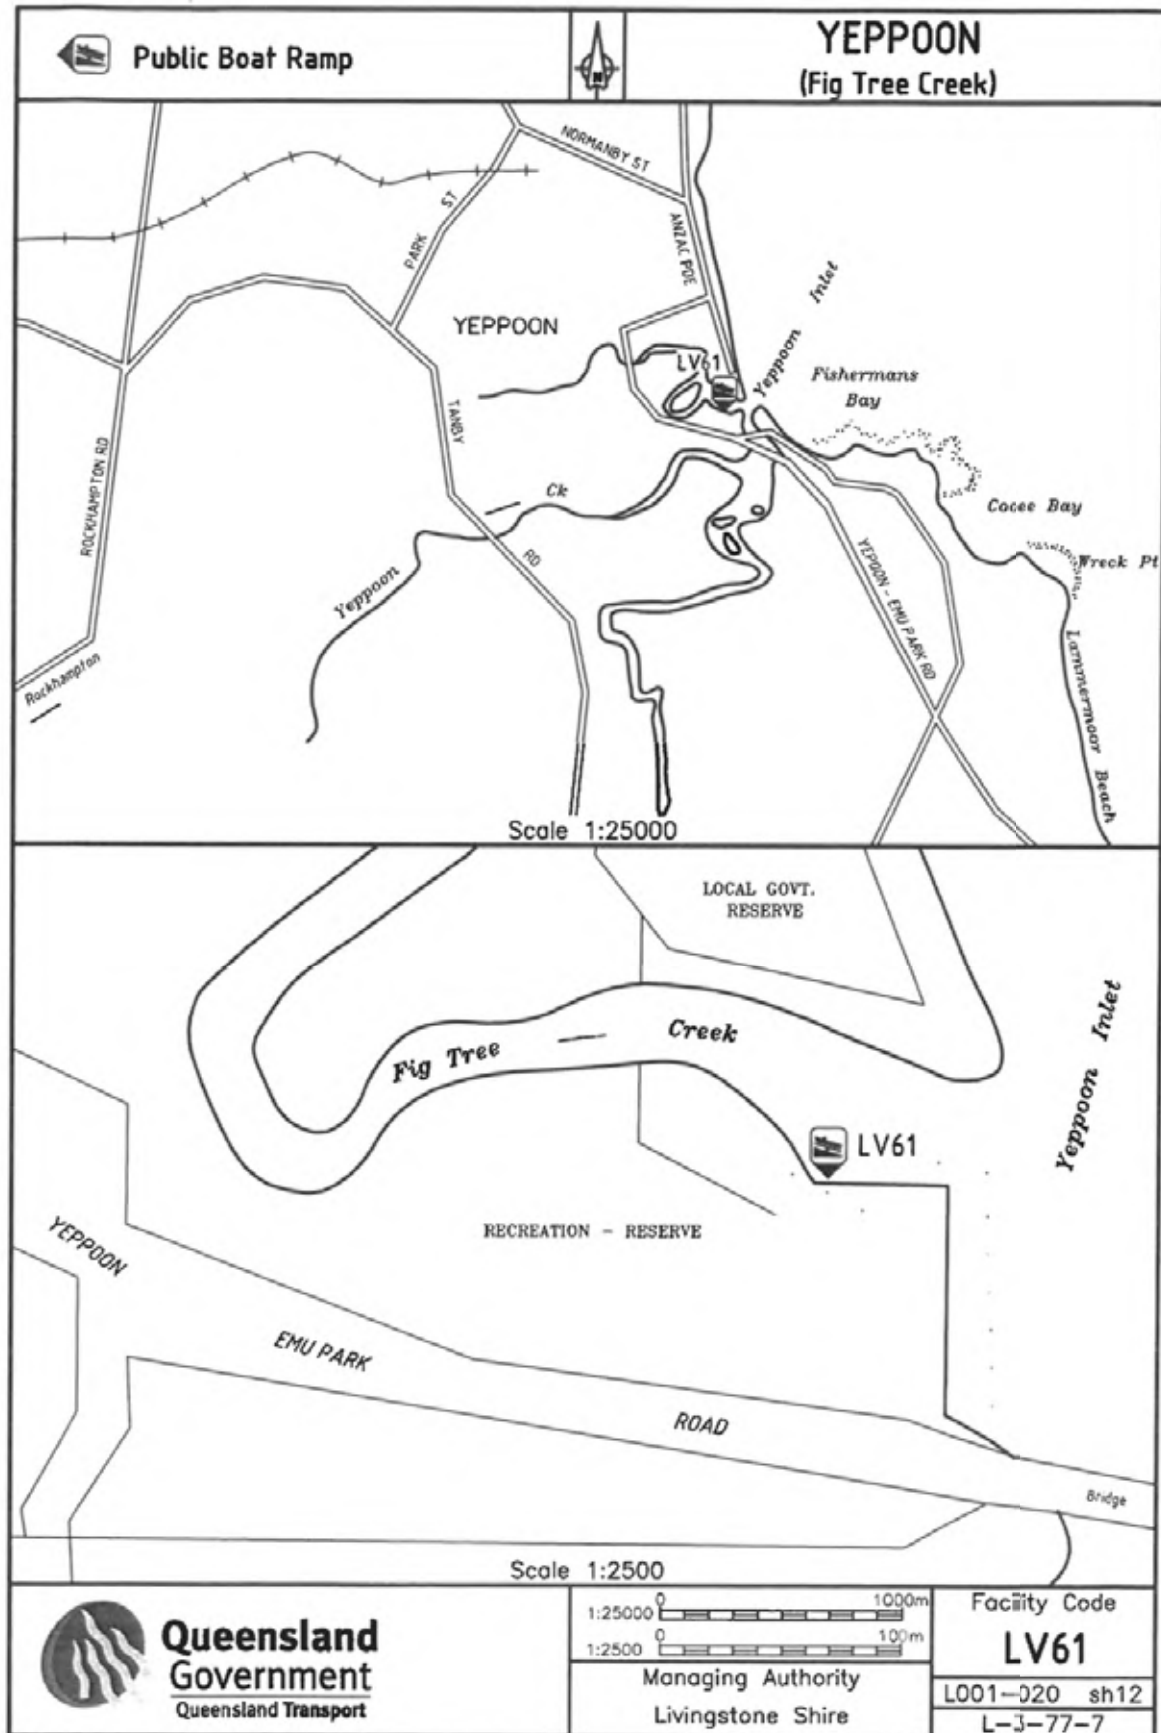 Public Boat Ramp
N
YEPPOON
(Fig Tree Creek)
NORMANBY ST
PARK ST
ANZAC PDE
YEPPOON
Yeppoon Inlet
LV61
Fishermans
Bay
TANBY RD
ROCKHAMPTON RD
Yeppoon Ck
Cocee Bay
Wreck Pt
YEPPOON - EMU PARK RD
Rockhampton
Lammermoor Beach
Scale 1:25000
LOCAL GOVT.
RESERVE
Yeppoon Inlet
Fig Tree Creek
LV61
RECREATION - RESERVE
YEPPOON
EMU PARK
ROAD
Bridge
Scale 1:2500
Queensland
Government
Queensland Transport
0 1000m
1:25000
0 100m
1:2500
Managing Authority
Livingstone Shire
Facility Code
LV61
L001-020 sh12
L-3-77-7